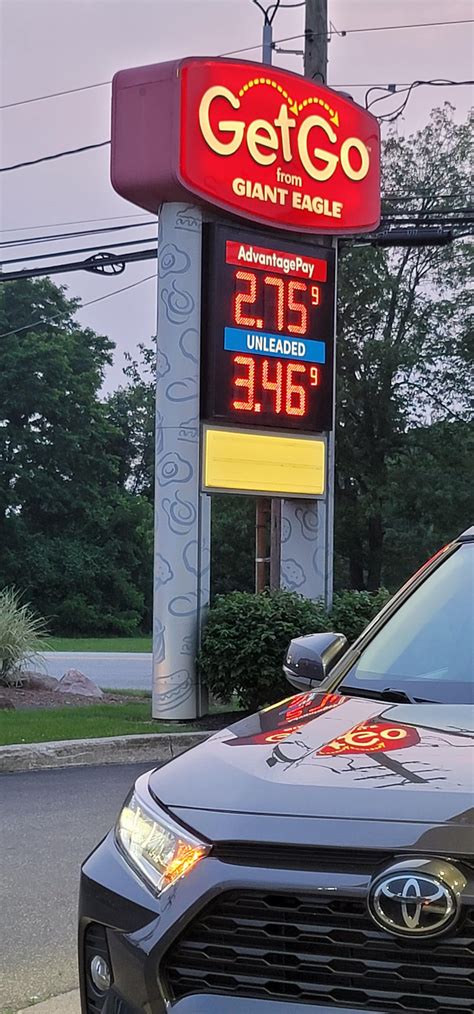 GetGo
from
GIANT EAGLE
AdvantagePay
2.75 9
UNLEADED
3.46 9